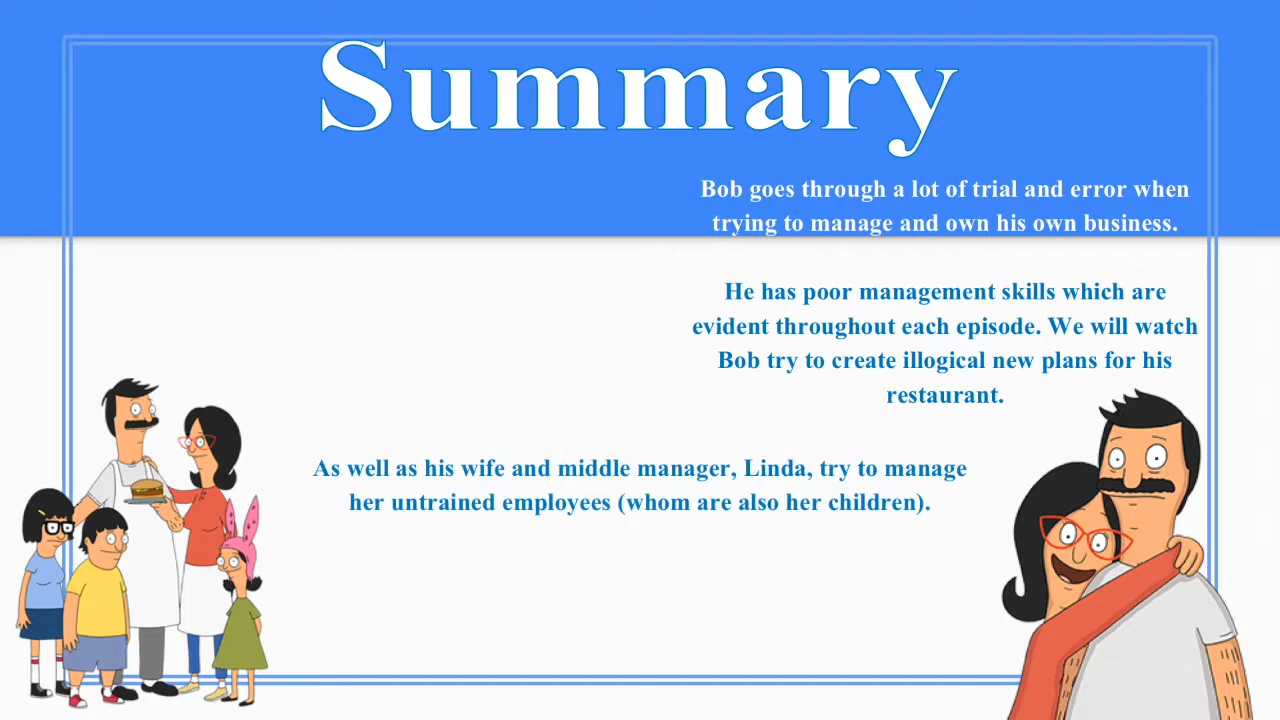 Summary
Bob goes through a lot of trial and error when
trying to manage and own his own business.
He has poor management skills which are
evident throughout each episode. We will watch
Bob try to create illogical new plans for his
restaurant.
As well as his wife and middle manager, Linda, try to manage
her untrained employees (whom are also her children).